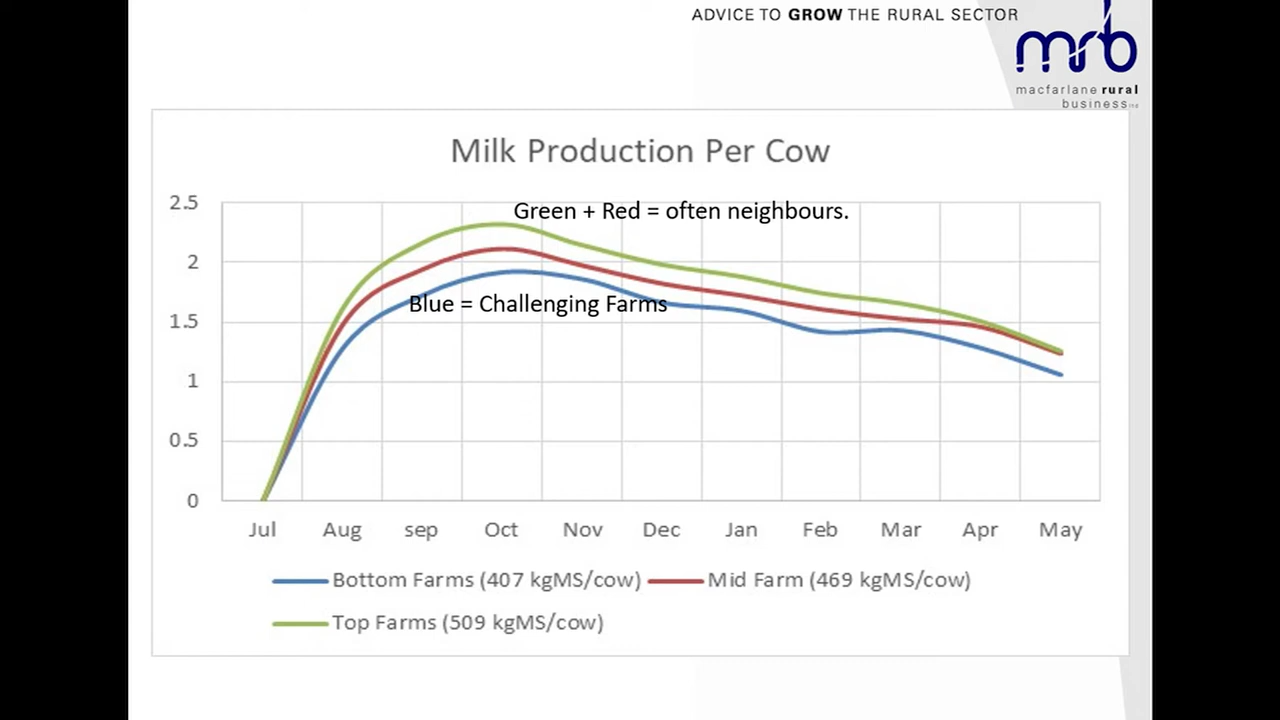 ADVICE TO GROW THE RURAL SECTOR
mrb
macfarlane rural
business
Milk Production Per Cow
Green + Red = often neighbours.
Blue = Challenging Farms
2.5
2
1.5
1
0.5
0
Jul Aug sep Oct Nov Dec Jan Feb Mar Apr May
Bottom Farms (407 kgMS/cow) Mid Farm (469 kgMS/cow)
Top Farms (509 kgMS/cow)